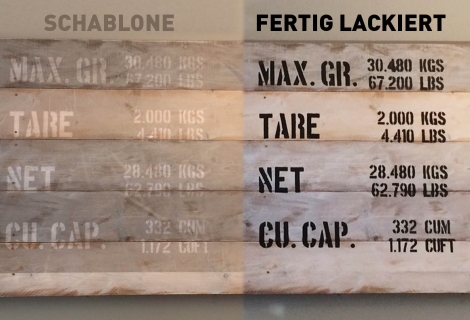 SCHABLONE
MAX. GR. 30.480 KGS
67.200 LBS
TARE 2.000 KGS
4.410 LBS
NET 28.480 KGS
62.790 LBS
CU. CAP. 332 CUM
1.172 CUFT
FERTIG LACKIERT
MAX. GR. 30.480 KGS
67.200 LBS
TARE 2.000 KGS
4.410 LBS
NET 28.480 KGS
62.790 LBS
CU. CAP. 332 CUM
1.172 CUFT